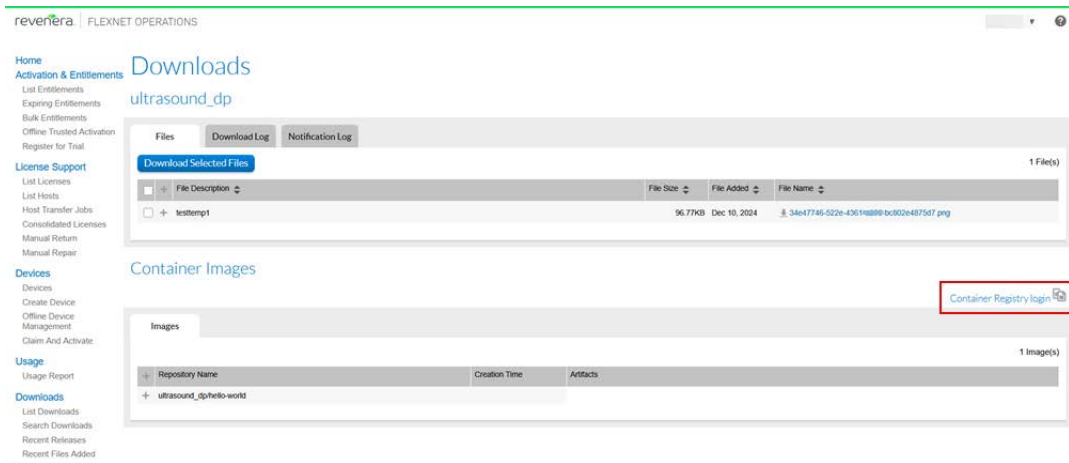 revenera. FLEXNET OPERATIONS
Home
Activation & Entitlements
List Entitlements
Expiring Entitlements
Bulk Entitlements
Offline Trusted Activation
Register for Trial
License Support
List Licenses
List Hosts
Host Transfer Jobs
Consolidated Licenses
Manual Return
Manual Repair
Devices
Devices
Create Device
Offline Device
Management
Claim And Activate
Usage
Usage Report
Downloads
List Downloads
Search Downloads
Recent Releases
Recent Files Added
Downloads
ultrasound_dp
Files Download Log Notification Log
Download Selected Files 1 File(s)
File Description File Size File Added File Name
testtemp1 96.77KB Dec 10, 2024
Container Images
Container Registry login
Images
1 Image(s)
Repository Name Creation Time Artifacts
ultrasound_dp/hello-world